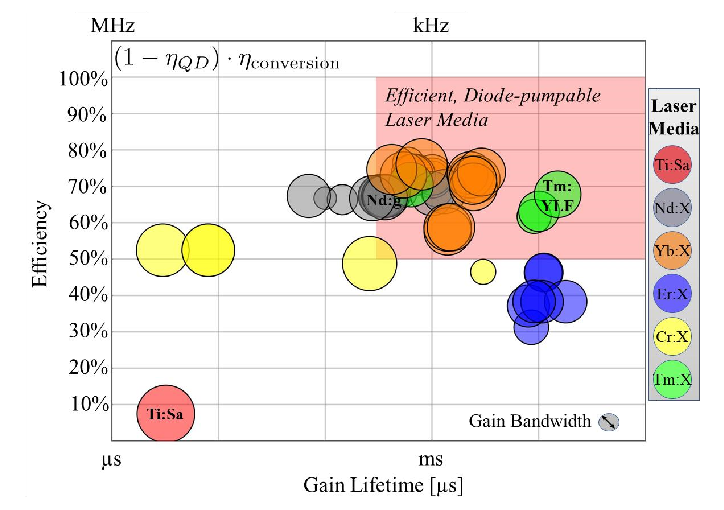 MHz kHz
(1 − η_QD) · η_conversion
100%
90%
80%
70%
60%
50%
40%
30%
20%
10%
Efficiency
Efficient, Diode-pumpable
Laser Media
Nd:g
Tm:
YLF
Ti:Sa
Gain Bandwidth
μs ms
Gain Lifetime [μs]
Laser
Media
Ti:Sa
Nd:X
Yb:X
Er:X
Cr:X
Tm:X